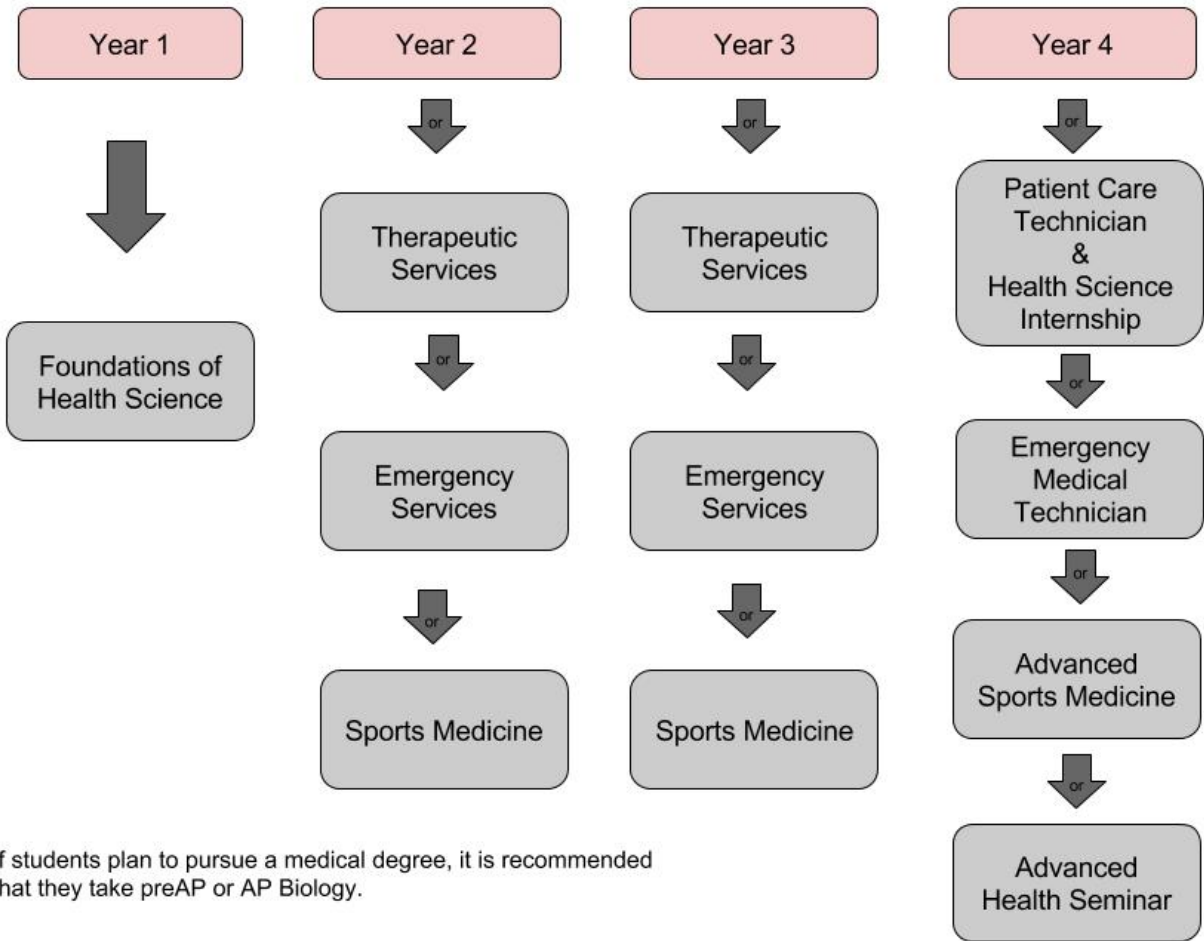 Year 1
or
Foundations of
Health Science
Year 2
or
Therapeutic
Services
or
Emergency
Services
or
Sports Medicine
Year 3
or
Therapeutic
Services
or
Emergency
Services
or
Sports Medicine
Year 4
or
Patient Care
Technician
&
Health Science
Internship
or
Emergency
Medical
Technician
or
Advanced
Sports Medicine
or
Advanced
Health Seminar
f students plan to pursue a medical degree, it is recommended
hat they take preAP or AP Biology.